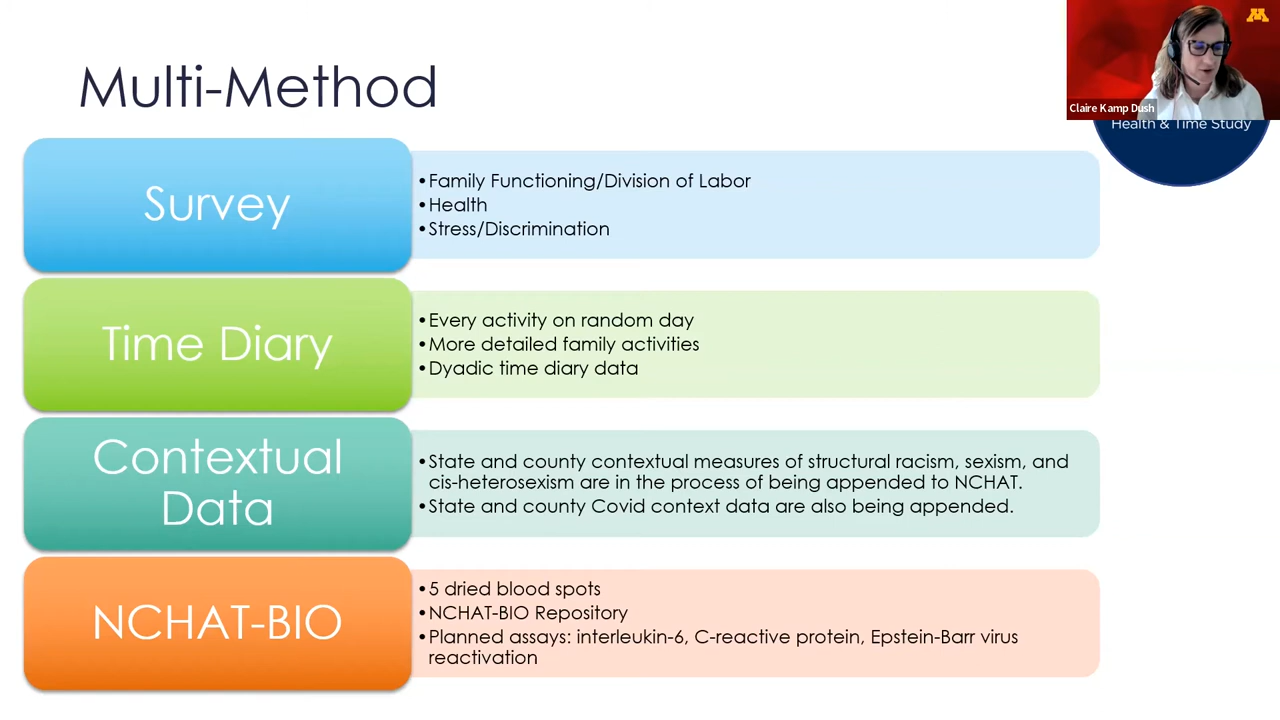 Multi-Method
Claire Kamp Dush
Health & Time Study
Survey
•Family Functioning/Division of Labor
•Health
•Stress/Discrimination
Time Diary
•Every activity on random day
•More detailed family activities
•Dyadic time diary data
Contextual
Data
•State and county contextual measures of structural racism, sexism, and
cis-heterosexism are in the process of being appended to NCHAT.
•State and county Covid context data are also being appended.
NCHAT-BIO
•5 dried blood spots
•NCHAT-BIO Repository
•Planned assays: interleukin-6, C-reactive protein, Epstein-Barr virus
reactivation